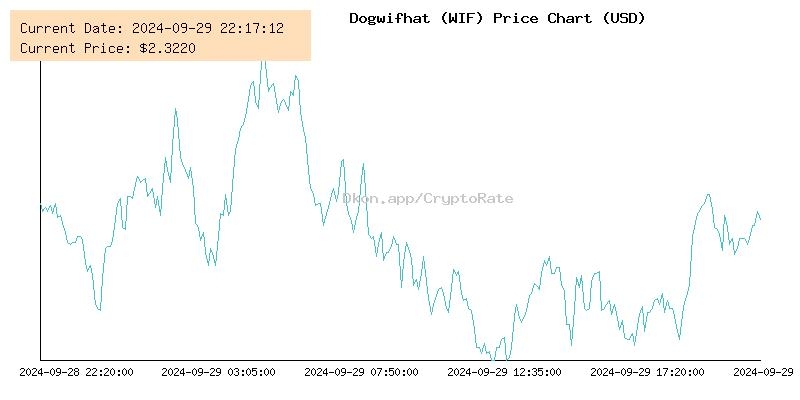 Dogwifhat (WIF) Price Chart (USD)
Current Date: 2024-09-29 22:17:12
Current Price: $2.3220
Dkon.app/CryptoRate
2024-09-28 22:20:00 2024-09-29 03:05:00 2024-09-29 07:50:00 2024-09-29 12:35:00 2024-09-29 17:20:00 2024-09-29